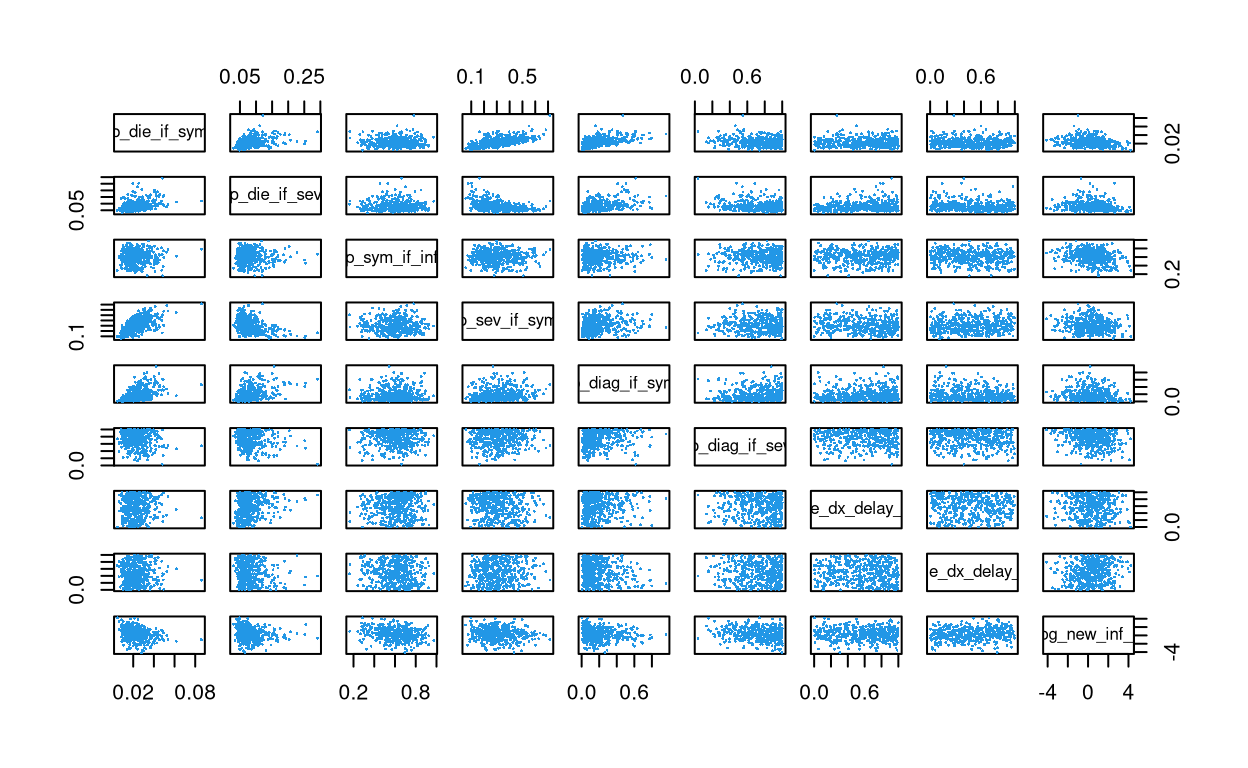 0.05 0.25 0.1 0.5 0.0 0.6 0.0 0.6
p_die_if_sym 0.02
0.05 p_die_if_sev
p_sym_if_inf 0.2
0.1 p_sev_if_sym
_diag_if_sym 0.0
0.0 p_diag_if_sev
e_dx_delay_ 0.0
0.0 e_dx_delay_
og_new_inf_ -4
0.02 0.08 0.2 0.8 0.0 0.6 0.0 0.6 -4 0 4